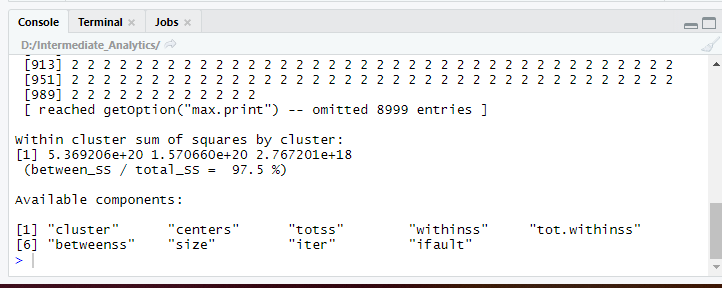 Console Terminal Jobs
D:/Intermediate_Analytics/
[913] 2 2 2 2 2 2 2 2 2 2 2 2 2 2 2 2 2 2 2 2 2 2 2 2 2 2 2 2 2 2 2 2 2 2 2 2 2 2
[951] 2 2 2 2 2 2 2 2 2 2 2 2 2 2 2 2 2 2 2 2 2 2 2 2 2 2 2 2 2 2 2 2 2 2 2 2 2 2
[989] 2 2 2 2 2 2 2 2 2 2 2 2
[ reached getOption("max.print") -- omitted 8999 entries ]
Within cluster sum of squares by cluster:
[1] 5.369206e+20 1.570660e+20 2.767201e+18
(between_SS / total_SS = 97.5 %)
Available components:
[1] "cluster" "centers" "totss" "withinss" "tot.withinss"
[6] "betweenss" "size" "iter" "ifault"
>